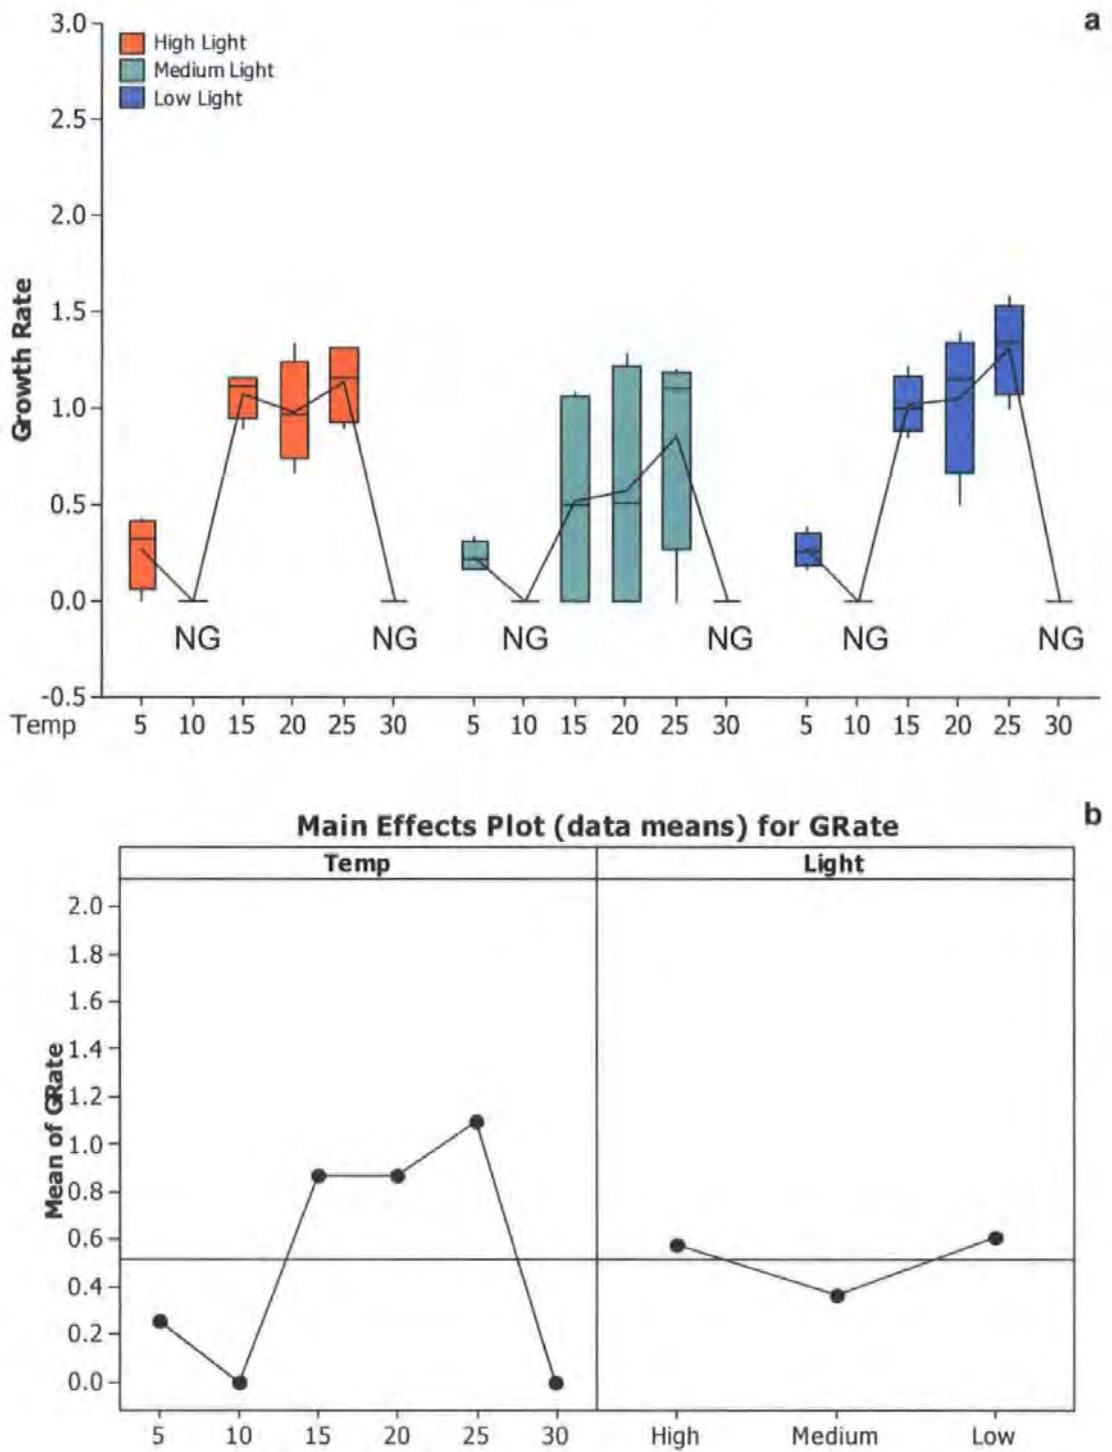 a
3.0
High Light
Medium Light
Low Light
2.5
2.0
1.5
1.0
0.5
0.0
-0.5
Growth Rate
NG NG NG NG NG NG
Temp 5 10 15 20 25 30 5 10 15 20 25 30 5 10 15 20 25 30
b
Main Effects Plot (data means) for GRate
Temp Light
2.0
1.8
1.6
1.4
1.2
1.0
0.8
0.6
0.4
0.2
0.0
Mean of GRate
5 10 15 20 25 30 High Medium Low